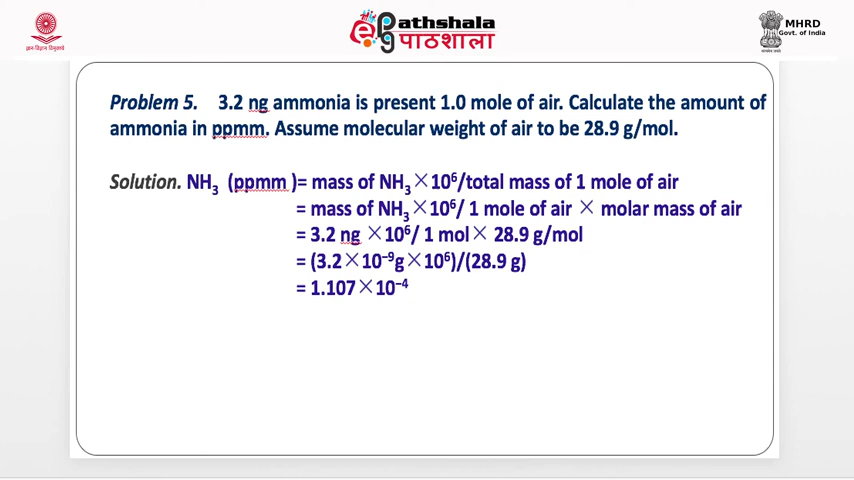 Pathshala
पाठशाला
MHRD
Govt. of India
Problem 5. 3.2 ng ammonia is present 1.0 mole of air. Calculate the amount of
ammonia in ppmm. Assume molecular weight of air to be 28.9 g/mol.
Solution. NH₃ (ppmm )= mass of NH₃×10⁶/total mass of 1 mole of air
= mass of NH₃×10⁶/ 1 mole of air × molar mass of air
= 3.2 ng ×10⁶/ 1 mol× 28.9 g/mol
= (3.2×10⁻⁹g×10⁶)/(28.9 g)
= 1.107×10⁻⁴